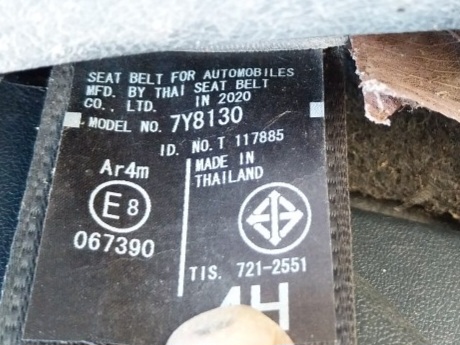 SEAT BELT FOR AUTOMOBILES
MFD. BY THAI SEAT BELT
CO., LTD. IN 2020
MODEL NO. 7Y8130
ID. NO. T 117885
Ar4m
MADE IN
THAILAND
E8
067390
TIS. 721-2551
4H